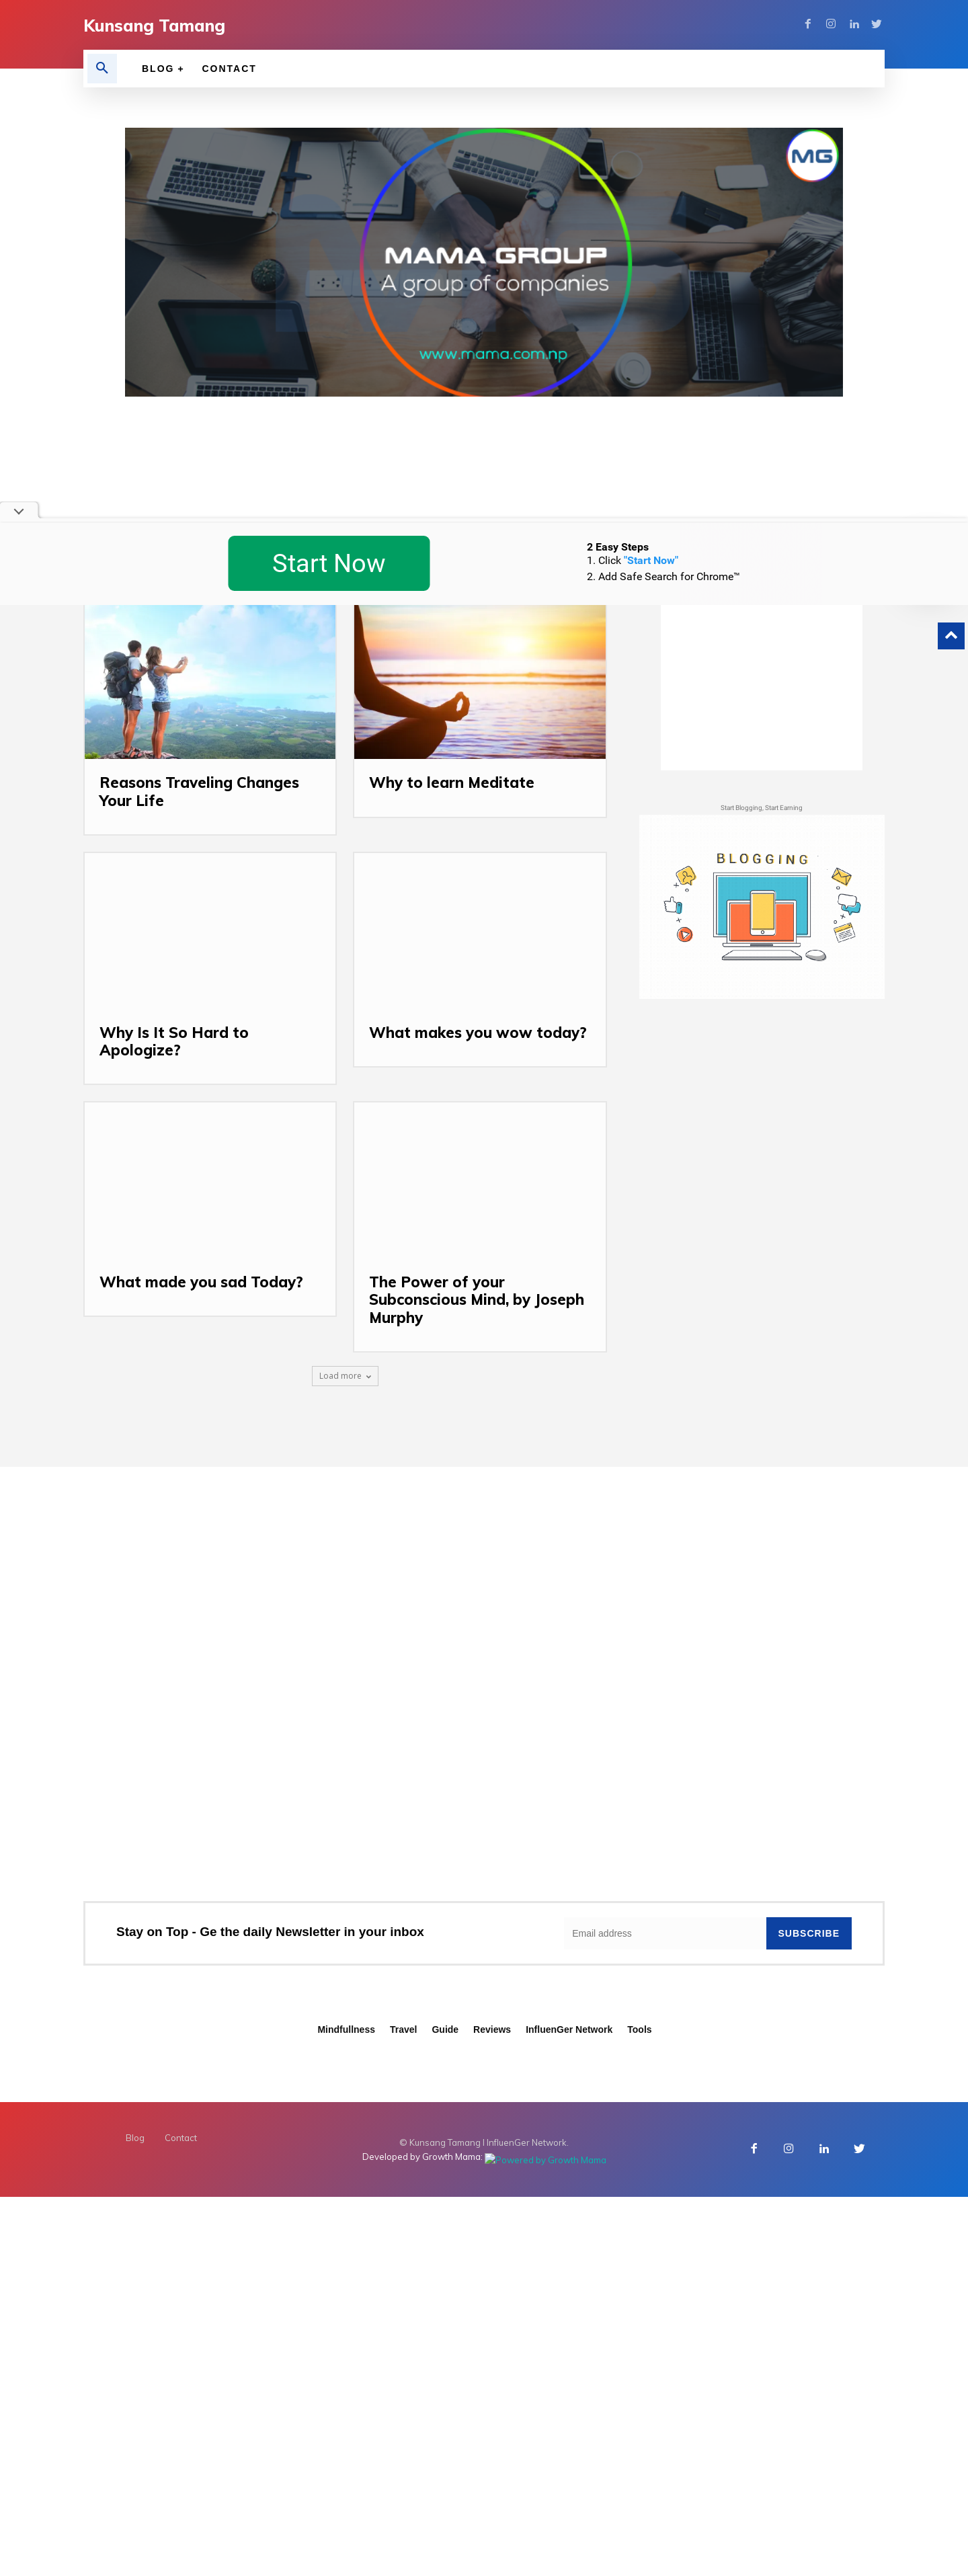 Kunsang Tamang
BLOG +
CONTACT
MG
MAMA GROUP
A group of companies
www.mama.com.np
Start Now
2 Easy Steps
1. Click "Start Now"
2. Add Safe Search for Chrome™
Reasons Traveling Changes
Your Life
Why to learn Meditate
Start Blogging, Start Earning
BLOGGING
Why Is It So Hard to
Apologize?
What makes you wow today?
What made you sad Today?
The Power of your
Subconscious Mind, by Joseph
Murphy
Load more
Stay on Top - Ge the daily Newsletter in your inbox
Email address
SUBSCRIBE
Mindfullness
Travel
Guide
Reviews
InfluenGer Network
Tools
Blog
Contact
© Kunsang Tamang I InfluenGer Network.
Developed by Growth Mama: Powered by Growth Mama